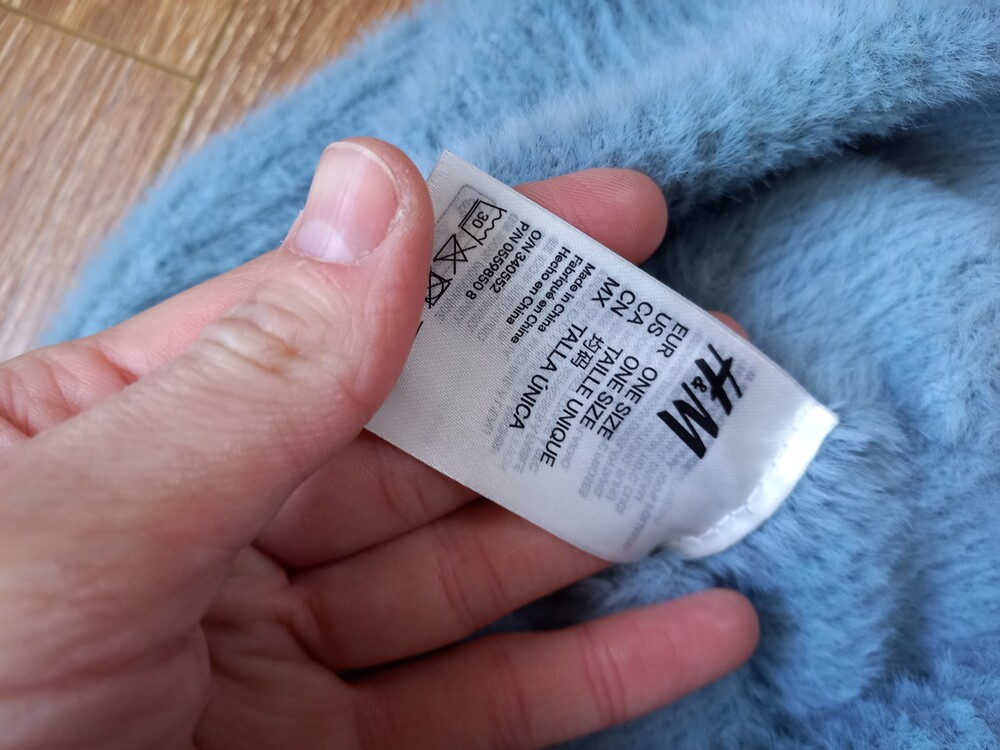 H&M
EUR ONE SIZE
US ONE SIZE
CA TAILLE UNIQUE
CN 均码
MX TALLA ÚNICA
Made in China
Fabriqué en Chine
Hecho en China
O/N 340552
P/N 0559850 8
30